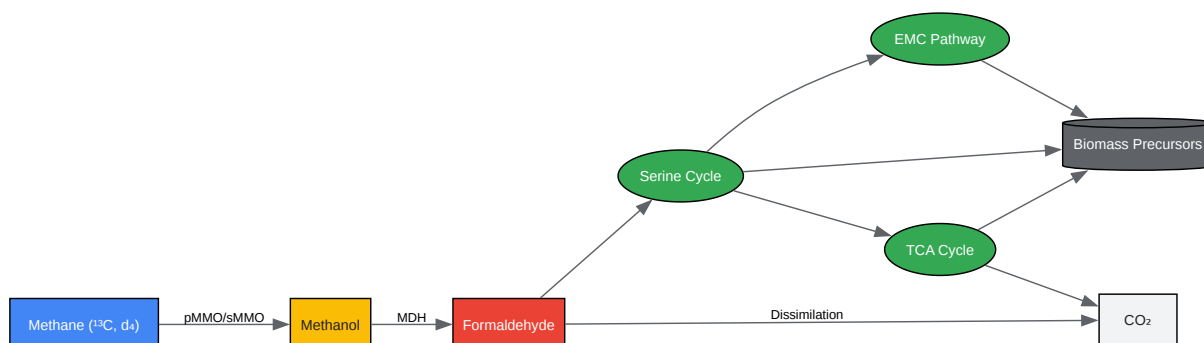 EMC Pathway
Biomass Precursors
Serine Cycle
TCA Cycle
Methane (¹³C, d₄)
pMMO/sMMO
Methanol
MDH
Formaldehyde
Dissimilation
CO₂